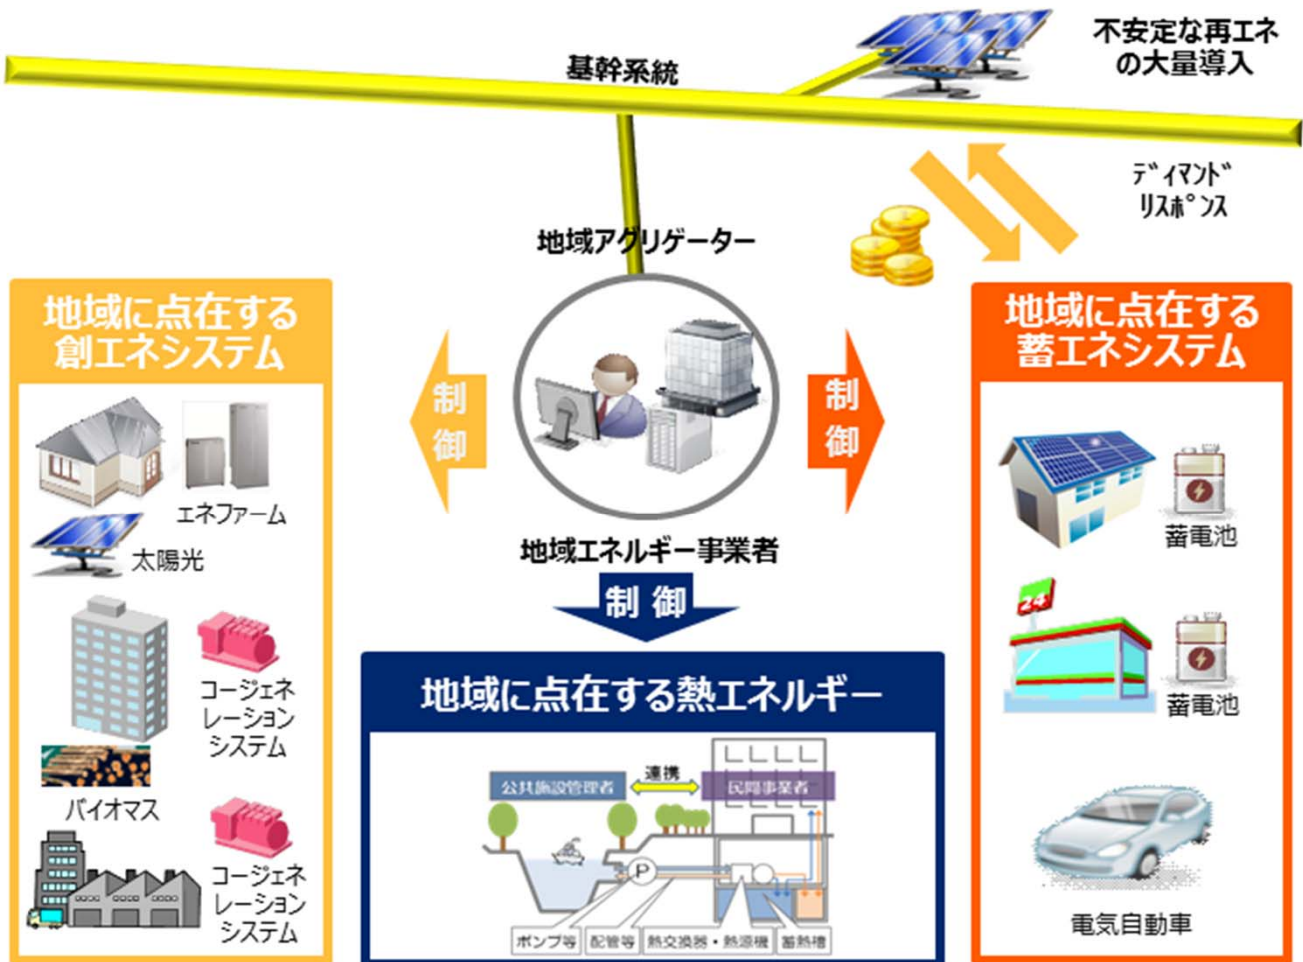 不安定な再エネ
の大量導入
基幹系統
ディマンド
リスポンス
地域アグリゲーター
地域に点在する
創エネシステム
エネファーム
太陽光
コージェネ
レーション
システム
バイオマス
コージェネ
レーション
システム
制
御
制
御
地域エネルギー事業者
制 御
地域に点在する熱エネルギー
公共施設管理者
連携
民間事業者
P
ポンプ等
配管等
熱交換器・熱源機
蓄熱槽
地域に点在する
蓄エネシステム
蓄電池
24
蓄電池
電気自動車